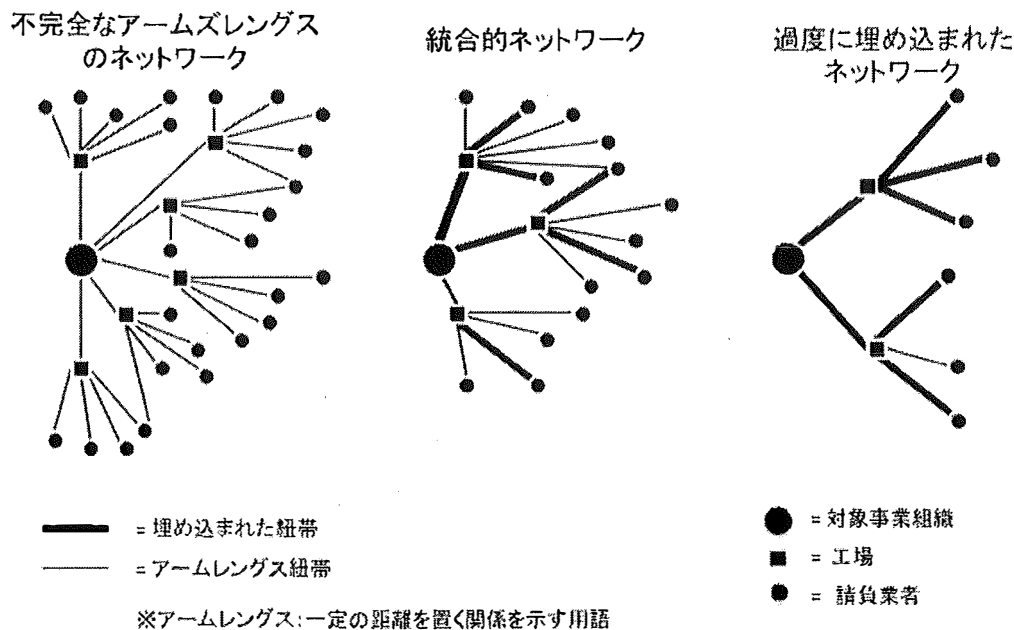 不完全なアームズレングス
のネットワーク
統合的ネットワーク
過度に埋め込まれた
ネットワーク
= 埋め込まれた紐帯
= アームレングス紐帯
※アームレングス：一定の距離を置く関係を示す用語
= 対象事業組織
= 工場
= 請負業者